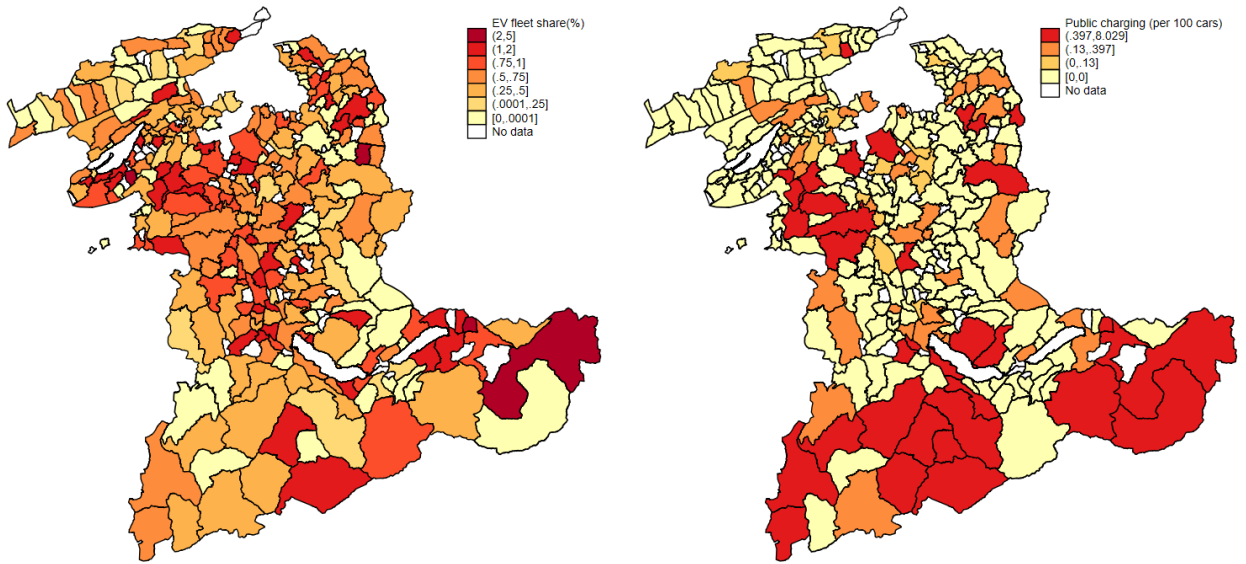 EV fleet share(%)
(2,5]
(1,2]
(.75,1]
(.5,.75]
(.25,.5]
(.0001,.25]
[0,.0001]
No data
Public charging (per 100 cars)
(.397,8.029]
(.13,.397]
(0,.13]
[0,0]
No data